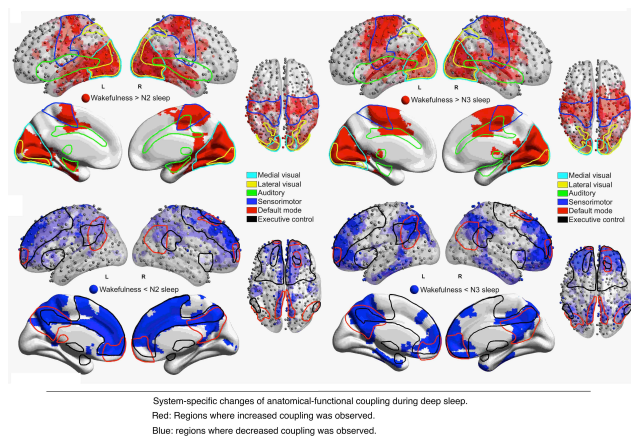 L R
L R
Wakefulness > N2 sleep
Wakefulness > N3 sleep
Medial visual
Lateral visual
Auditory
Sensorimotor
Default mode
Executive control
Medial visual
Lateral visual
Auditory
Sensorimotor
Default mode
Executive control
L R
L R
Wakefulness < N2 sleep
Wakefulness < N3 sleep
System-specific changes of anatomical-functional coupling during deep sleep.
Red: Regions where increased coupling was observed.
Blue: regions where decreased coupling was observed.